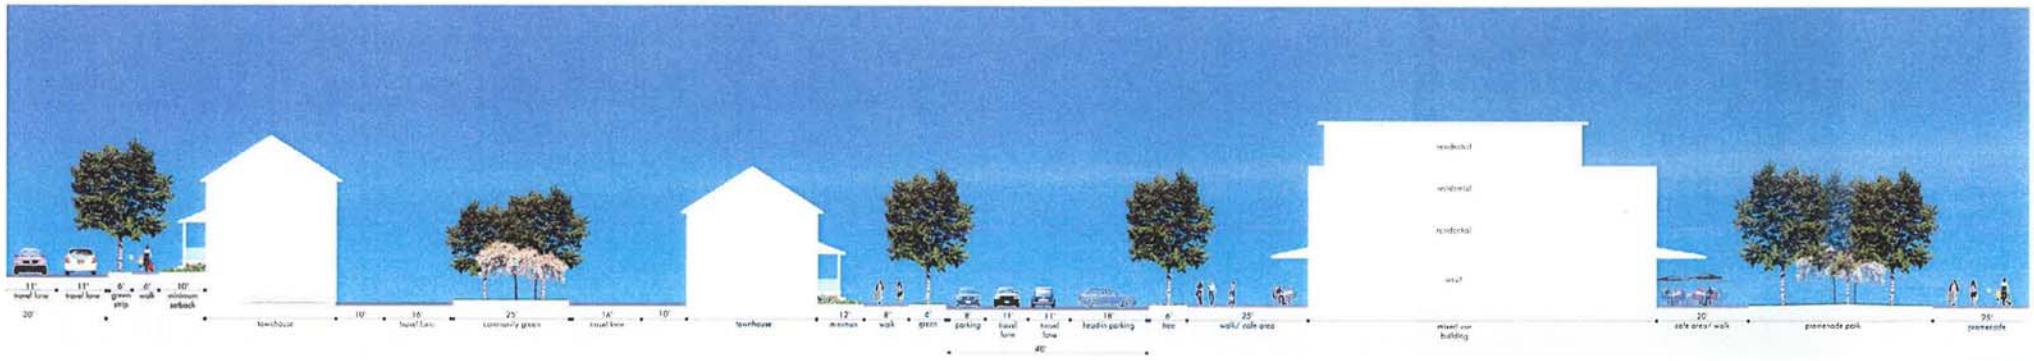 residential
residential
residential
retail
11' 11' 6' 6' 10'
travel lane travel lane green strip walk minimum setback
townhouse
10' 16' 25' 16' 10'
travel lane community green travel lane
townhouse
12' 8' 6' 8' 11' 11' 18' 6' 25'
walk green parking travel lane travel lane head-in parking tree walk/ cafe area
mixed use building
20' 25'
cafe area/ walk promenade park promenade